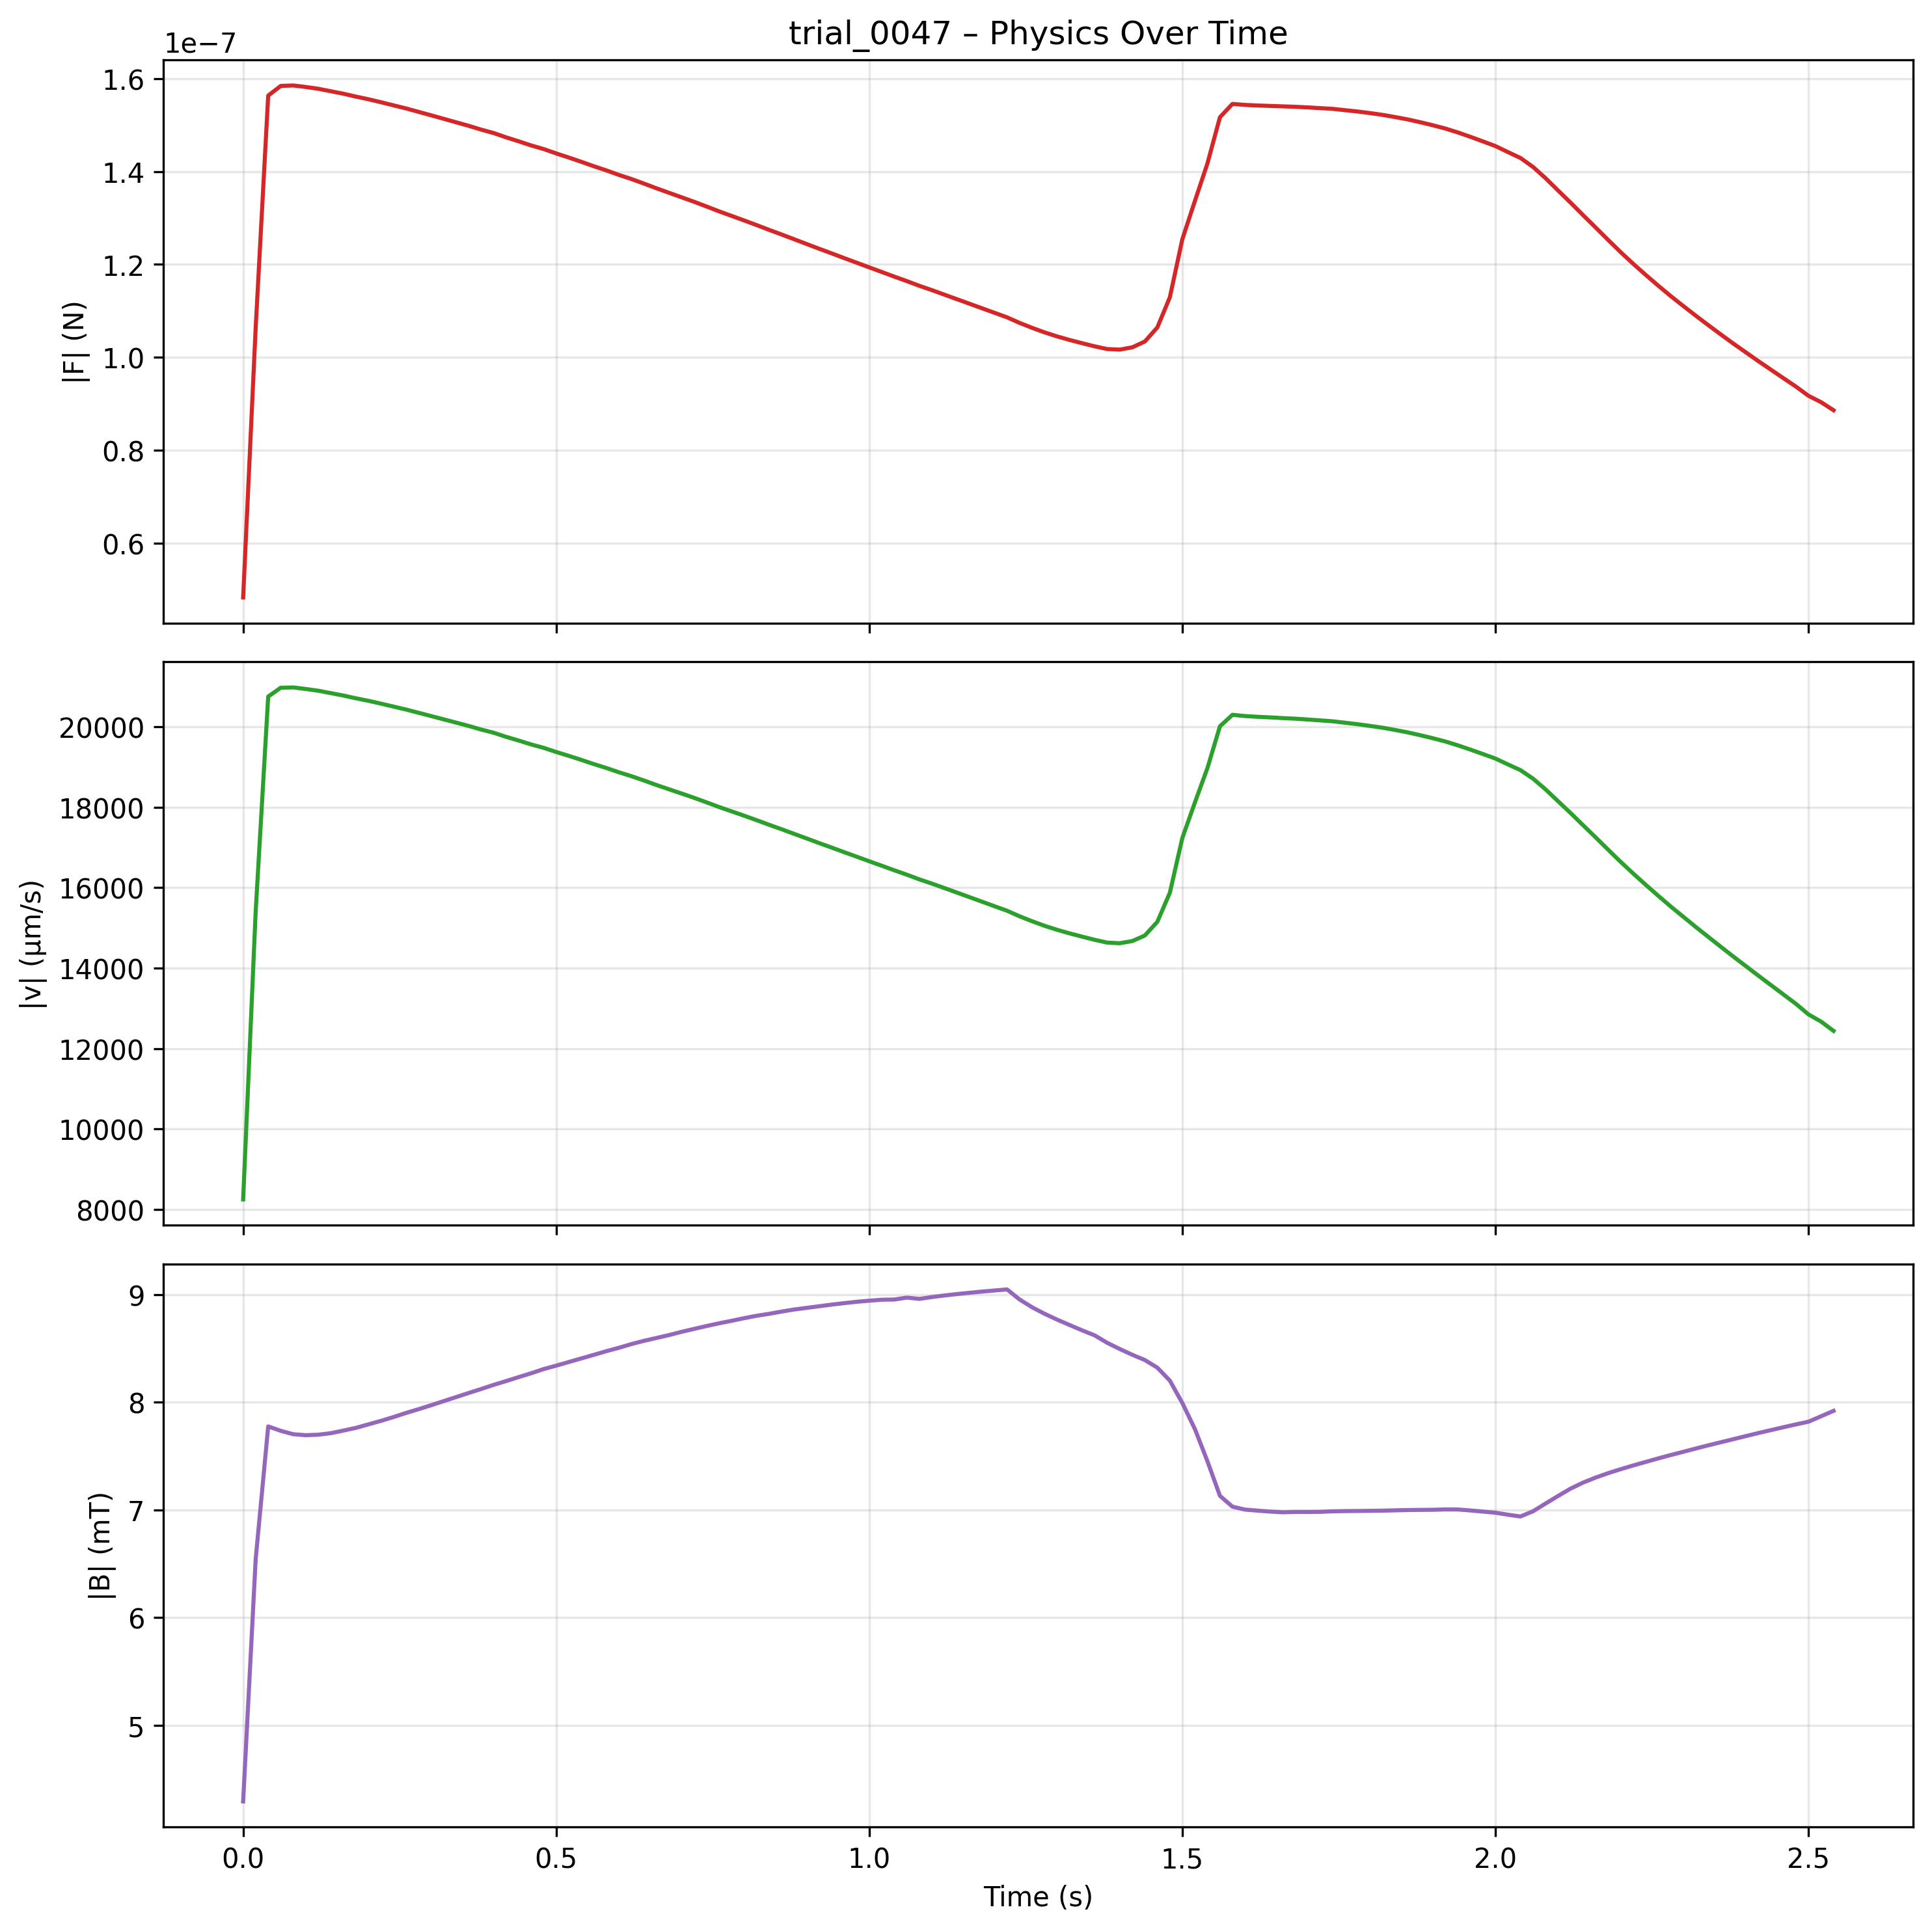 trial_0047 – Physics Over Time
1e−7
1.6
1.4
1.2
1.0
0.8
0.6
|F| (N)
20000
18000
16000
14000
12000
10000
8000
|v| (µm/s)
9
8
7
6
5
|B| (mT)
0.0 0.5 1.0 1.5 2.0 2.5
Time (s)